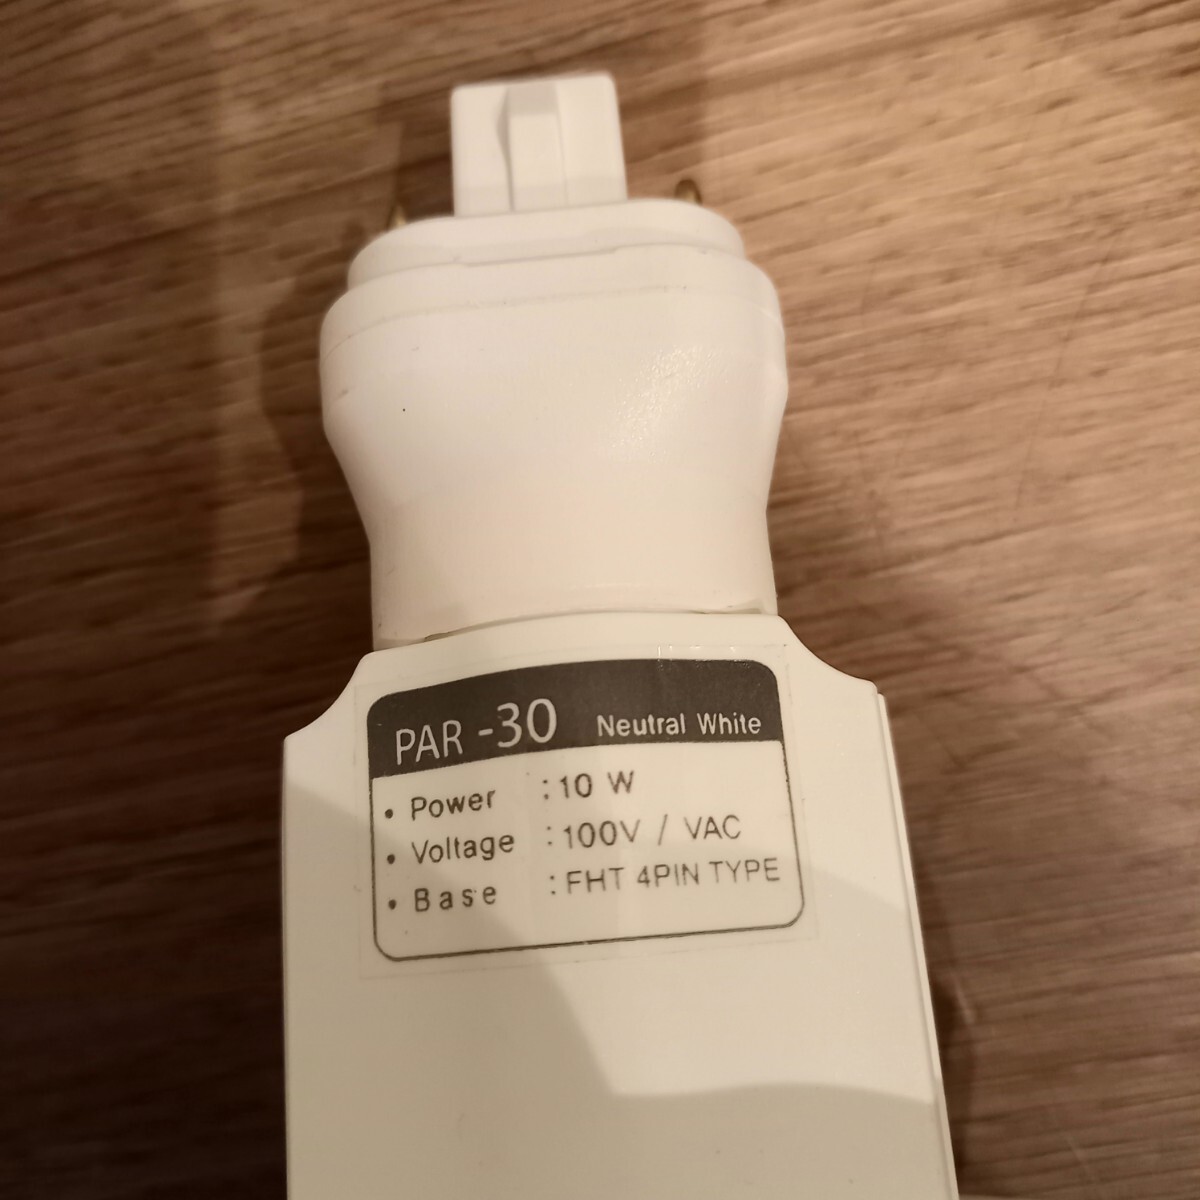 PAR -30 Neutral White
• Power : 10 W
• Voltage : 100V / VAC
• Base : FHT 4PIN TYPE